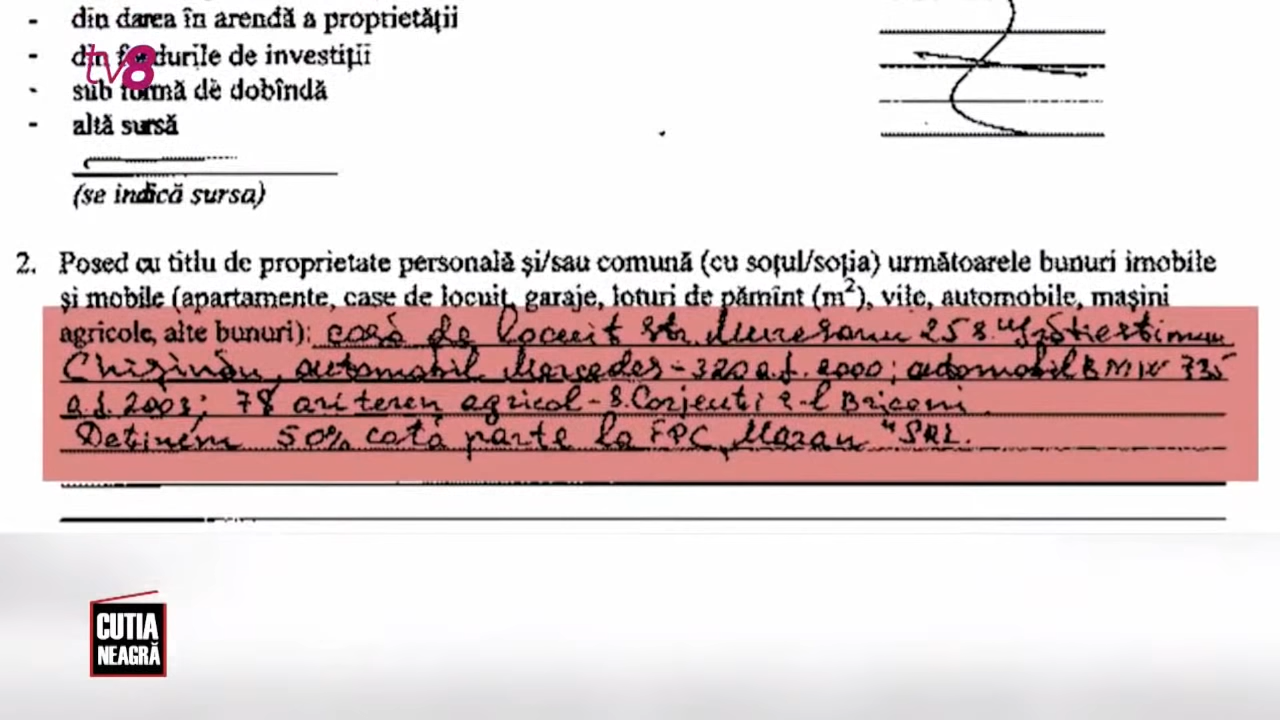 - din darea în arendă a proprietății
- din fondurile de investiții
tv8
- sub formă de dobîndă
- altă sursă
(se indică sursa)
2. Posed cu titlu de proprietate personală și/sau comună (cu soțul/soția) următoarele bunuri imobile
și mobile (apartamente, case de locuit, garaje, loturi de pămînt (m²), vile, automobile, mașini
agricole, alte bunuri): casă de locuit str.
Chișinău, automobil Mercedes - 320 a.f. 2000; automobil BMW 735
a.f. 2003; 78 ari teren agricol - s. Corjeuți r-l Briceni
Deținem 50% cotă parte la FPC „Mazan" SRL.
CUTIA
NEAGRĂ